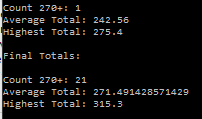 Count 270+: 1
Average Total: 242.56
Highest Total: 275.4
Final Totals:
Count 270+: 21
Average Total: 271.491428571429
Highest Total: 315.3